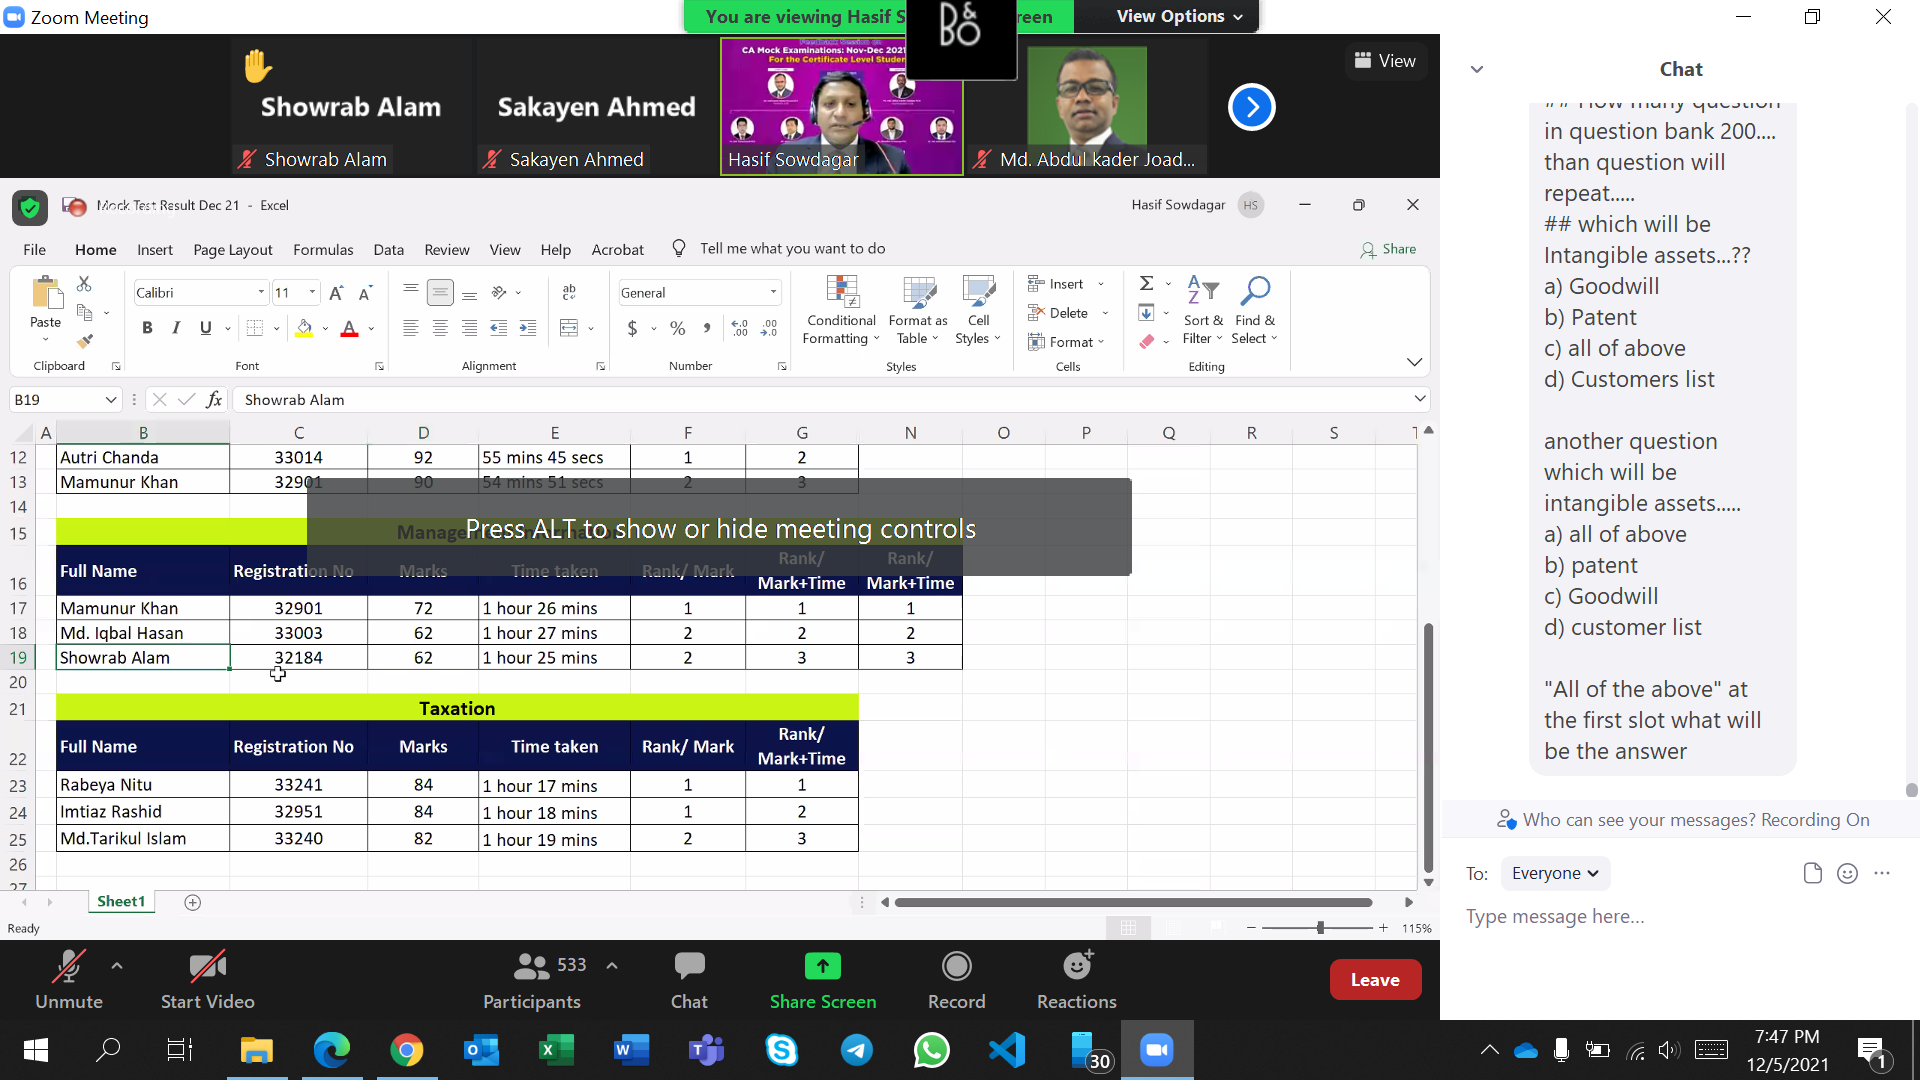 Zoom Meeting
You are viewing Hasif S
reen
View Options
B&O
Showrab Alam
Showrab Alam
Sakayen Ahmed
Sakayen Ahmed
CA Mock Examinations: Nov-Dec 2021
For the Certificate Level Studen
Hasif Sowdagar
Md. Abdul kader Joad...
View
Mock Test Result Dec 21 - Excel
Hasif Sowdagar HS
File Home Insert Page Layout Formulas Data Review View Help Acrobat Tell me what you want to do Share
Paste
Clipboard
Calibri 11
B I U
Font
Alignment
General
Number
Conditional Formatting
Format as Table
Cell Styles
Styles
Insert
Delete
Format
Cells
Sort & Filter
Find & Select
Editing
B19 fx Showrab Alam
A B C D E F G N O P Q R S
12 Autri Chanda 33014 92 55 mins 45 secs 1 2
13 Mamunur Khan 32901 90 54 mins 51 secs 2 3
14
15
Press ALT to show or hide meeting controls
16 Full Name Registration No Marks Time taken Rank/ Mark Rank/ Mark+Time Rank/ Mark+Time
17 Mamunur Khan 32901 72 1 hour 26 mins 1 1 1
18 Md. Iqbal Hasan 33003 62 1 hour 27 mins 2 2 2
19 Showrab Alam 32184 62 1 hour 25 mins 2 3 3
20
21 Taxation
22 Full Name Registration No Marks Time taken Rank/ Mark Rank/ Mark+Time
23 Rabeya Nitu 33241 84 1 hour 17 mins 1 1
24 Imtiaz Rashid 32951 84 1 hour 18 mins 1 2
25 Md.Tarikul Islam 33240 82 1 hour 19 mins 2 3
26
27
Sheet1
Ready
115%
Unmute
Start Video
Participants 533
Chat
Share Screen
Record
Reactions
Leave
Chat
## How many question
in question bank 200....
than question will
repeat.....
## which will be
Intangible assets...??
a) Goodwill
b) Patent
c) all of above
d) Customers list
another question
which will be
intangible assets.....
a) all of above
b) patent
c) Goodwill
d) customer list
"All of the above" at
the first slot what will
be the answer
Who can see your messages? Recording On
To: Everyone
Type message here...
30
7:47 PM
12/5/2021
1